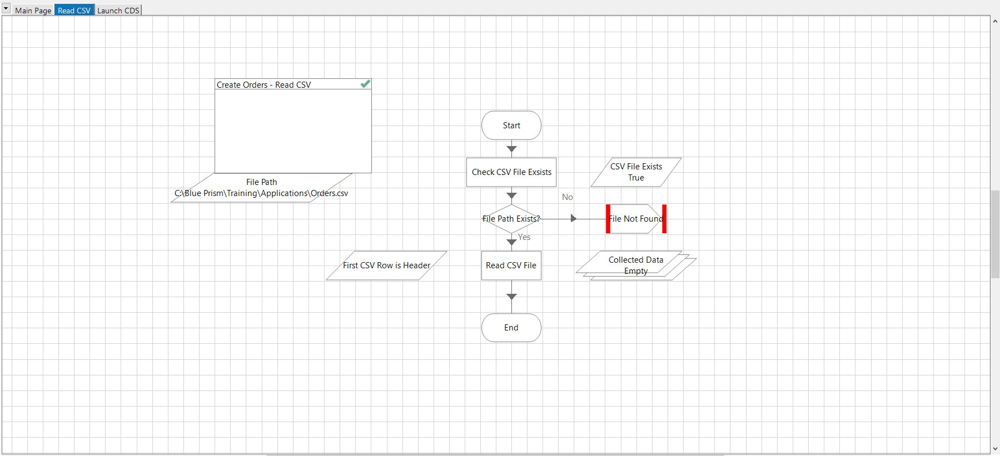 Main Page
Read CSV
Launch CDS
Create Orders - Read CSV
File Path
C:\Blue Prism\Training\Applications\Orders.csv
Start
Check CSV File Exsists
CSV File Exists
True
No
File Path Exists?
File Not Found
Yes
First CSV Row is Header
Read CSV File
Collected Data
Empty
End